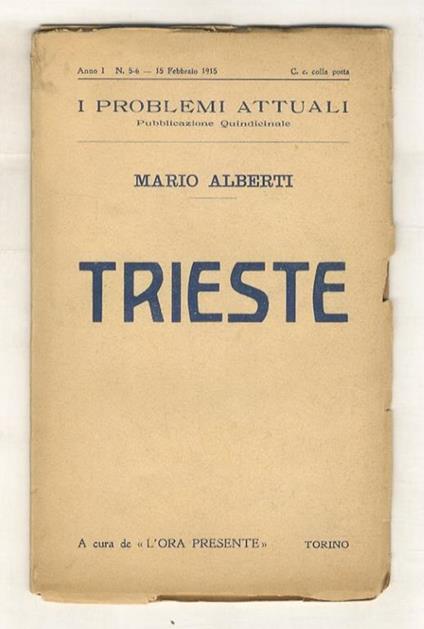 Anno I N. 5-6 — 15 Febbraio 1915 C. c. colla posta
I PROBLEMI ATTUALI
Pubblicazione Quindicinale
MARIO ALBERTI
TRIESTE
A cura de « L'ORA PRESENTE » TORINO